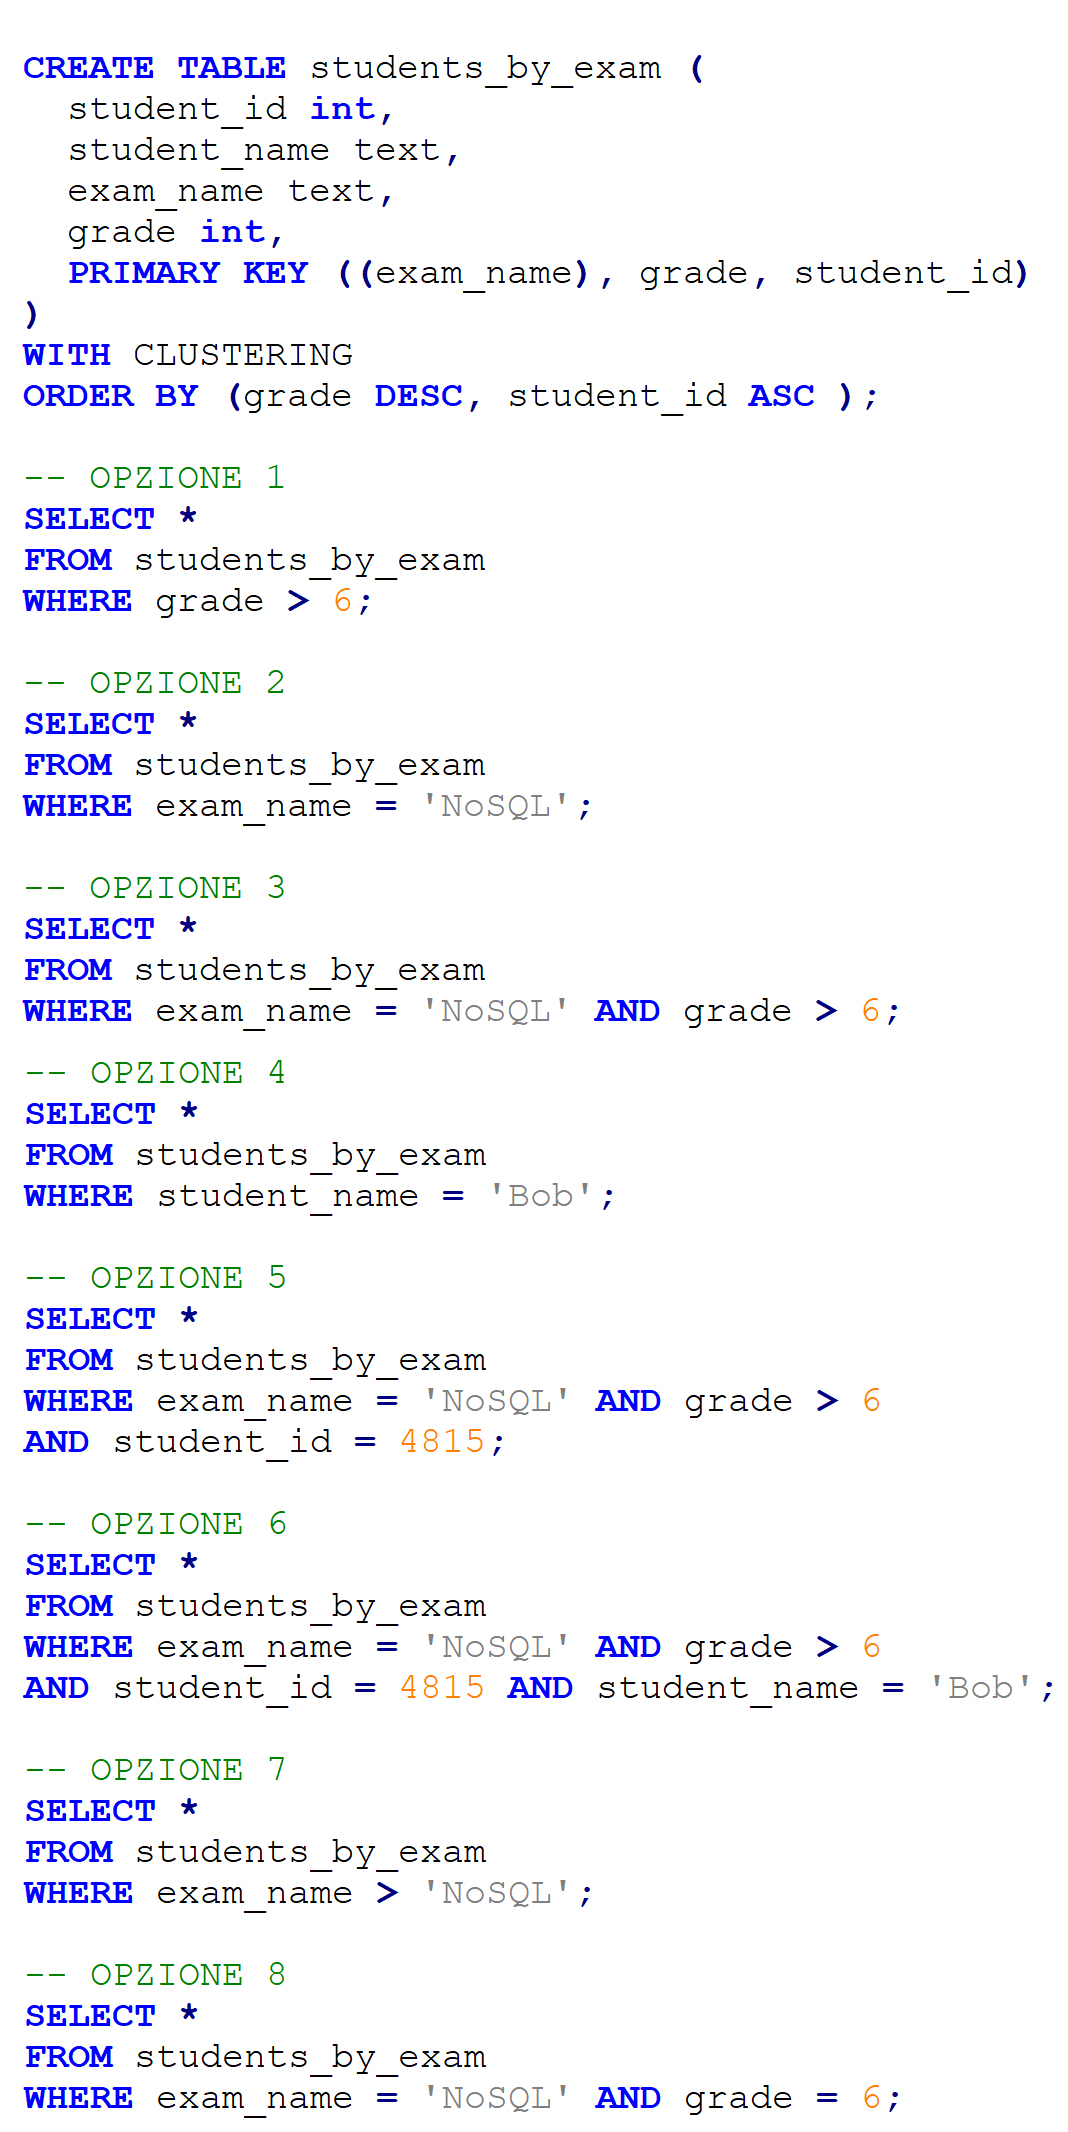 CREATE TABLE students_by_exam (
  student_id int,
  student_name text,
  exam_name text,
  grade int,
  PRIMARY KEY ((exam_name), grade, student_id)
)
WITH CLUSTERING
ORDER BY (grade DESC, student_id ASC );

-- OPZIONE 1
SELECT *
FROM students_by_exam
WHERE grade > 6;

-- OPZIONE 2
SELECT *
FROM students_by_exam
WHERE exam_name = 'NoSQL';

-- OPZIONE 3
SELECT *
FROM students_by_exam
WHERE exam_name = 'NoSQL' AND grade > 6;

-- OPZIONE 4
SELECT *
FROM students_by_exam
WHERE student_name = 'Bob';

-- OPZIONE 5
SELECT *
FROM students_by_exam
WHERE exam_name = 'NoSQL' AND grade > 6
AND student_id = 4815;

-- OPZIONE 6
SELECT *
FROM students_by_exam
WHERE exam_name = 'NoSQL' AND grade > 6
AND student_id = 4815 AND student_name = 'Bob';

-- OPZIONE 7
SELECT *
FROM students_by_exam
WHERE exam_name > 'NoSQL';

-- OPZIONE 8
SELECT *
FROM students_by_exam
WHERE exam_name = 'NoSQL' AND grade = 6;